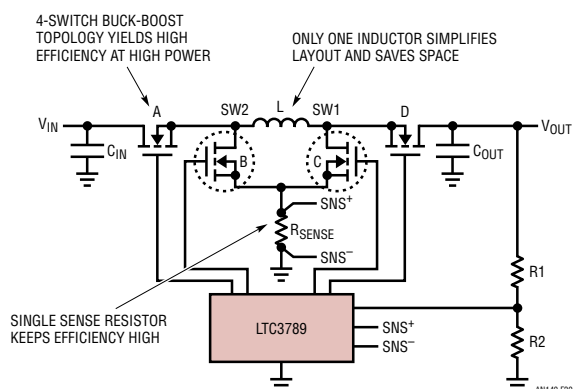 4-SWITCH BUCK-BOOST
TOPOLOGY YIELDS HIGH
EFFICIENCY AT HIGH POWER
ONLY ONE INDUCTOR SIMPLIFIES
LAYOUT AND SAVES SPACE
A
SW2
L
SW1
D
VIN
VOUT
CIN
B
C
COUT
SNS+
RSENSE
SNS–
R1
SINGLE SENSE RESISTOR
KEEPS EFFICIENCY HIGH
LTC3789
SNS+
SNS–
R2